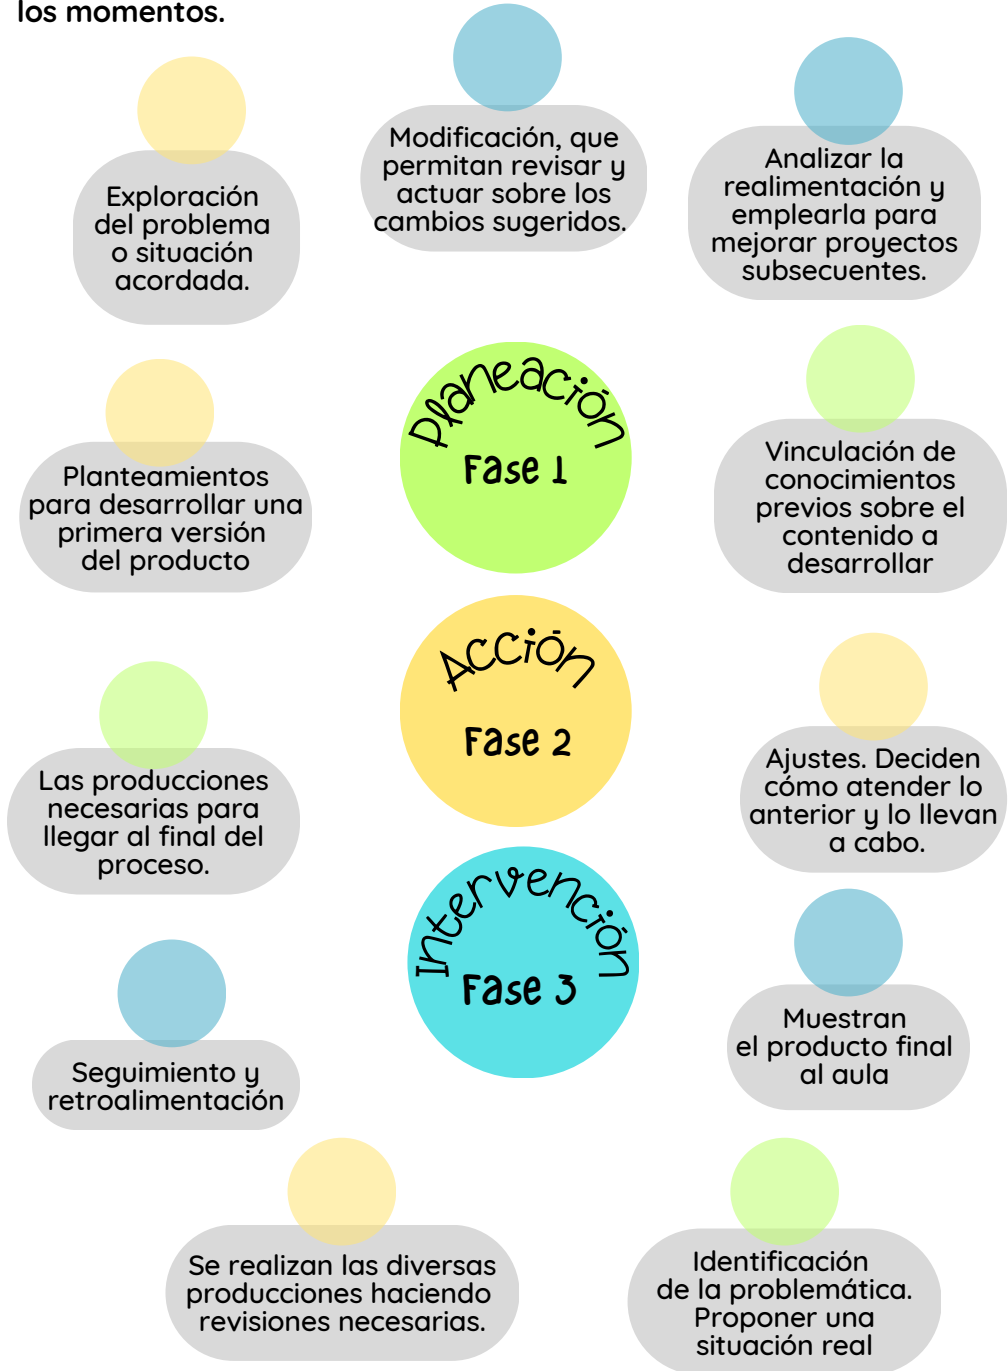 los momentos.
Exploración
del problema
o situación
acordada.
Modificación, que
permitan revisar y
actuar sobre los
cambios sugeridos.
Analizar la
realimentación y
emplearla para
mejorar proyectos
subsecuentes.
Planeación
Fase 1
Planteamientos
para desarrollar una
primera versión
del producto
Vinculación de
conocimientos
previos sobre el
contenido a
desarrollar
Acción
Fase 2
Las producciones
necesarias para
llegar al final del
proceso.
Ajustes. Deciden
cómo atender lo
anterior y lo llevan
a cabo.
Intervención
Fase 3
Seguimiento y
retroalimentación
Muestran
el producto final
al aula
Se realizan las diversas
producciones haciendo
revisiones necesarias.
Identificación
de la problemática.
Proponer una
situación real